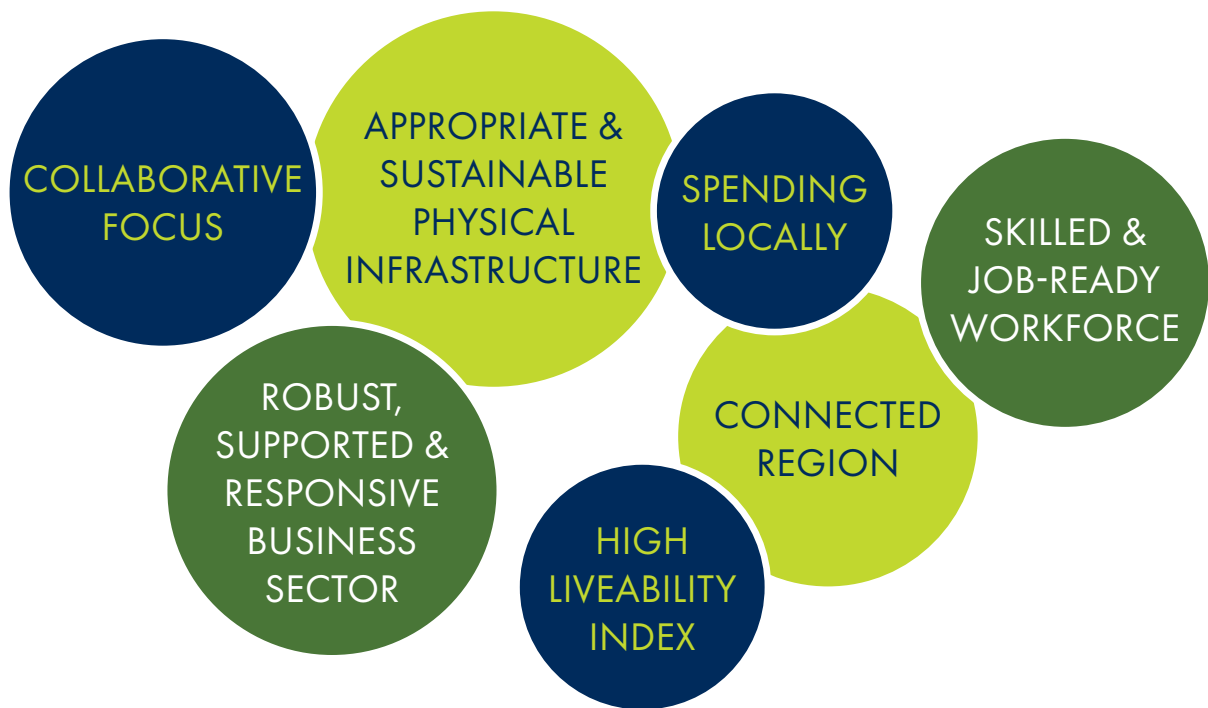 COLLABORATIVE
FOCUS
APPROPRIATE &
SUSTAINABLE
PHYSICAL
INFRASTRUCTURE
SPENDING
LOCALLY
SKILLED &
JOB-READY
WORKFORCE
ROBUST,
SUPPORTED &
RESPONSIVE
BUSINESS
SECTOR
CONNECTED
REGION
HIGH
LIVEABILITY
INDEX